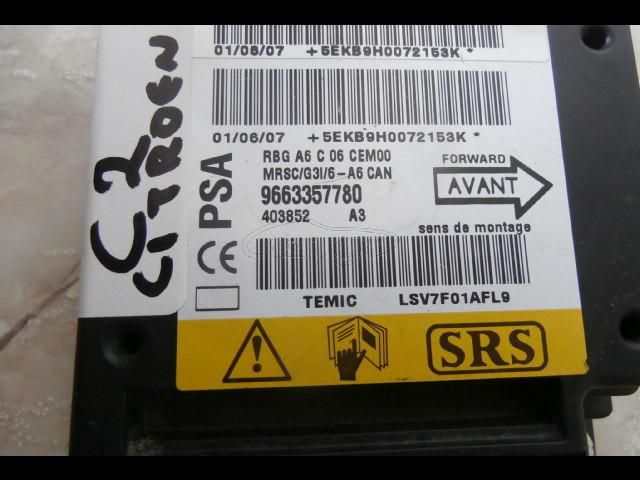 01/06/07 +5EKB9H0072153K*
01/06/07 +5EKB9H0072153K*
C2
CITROEN
PSA
RBG A6 C 06 CEM00
MRSC/G3I/6-A6 CAN
9663357780
403852 A3
FORWARD
AVANT
sens de montage
CE
TEMIC LSV7F01AFL9
SRS